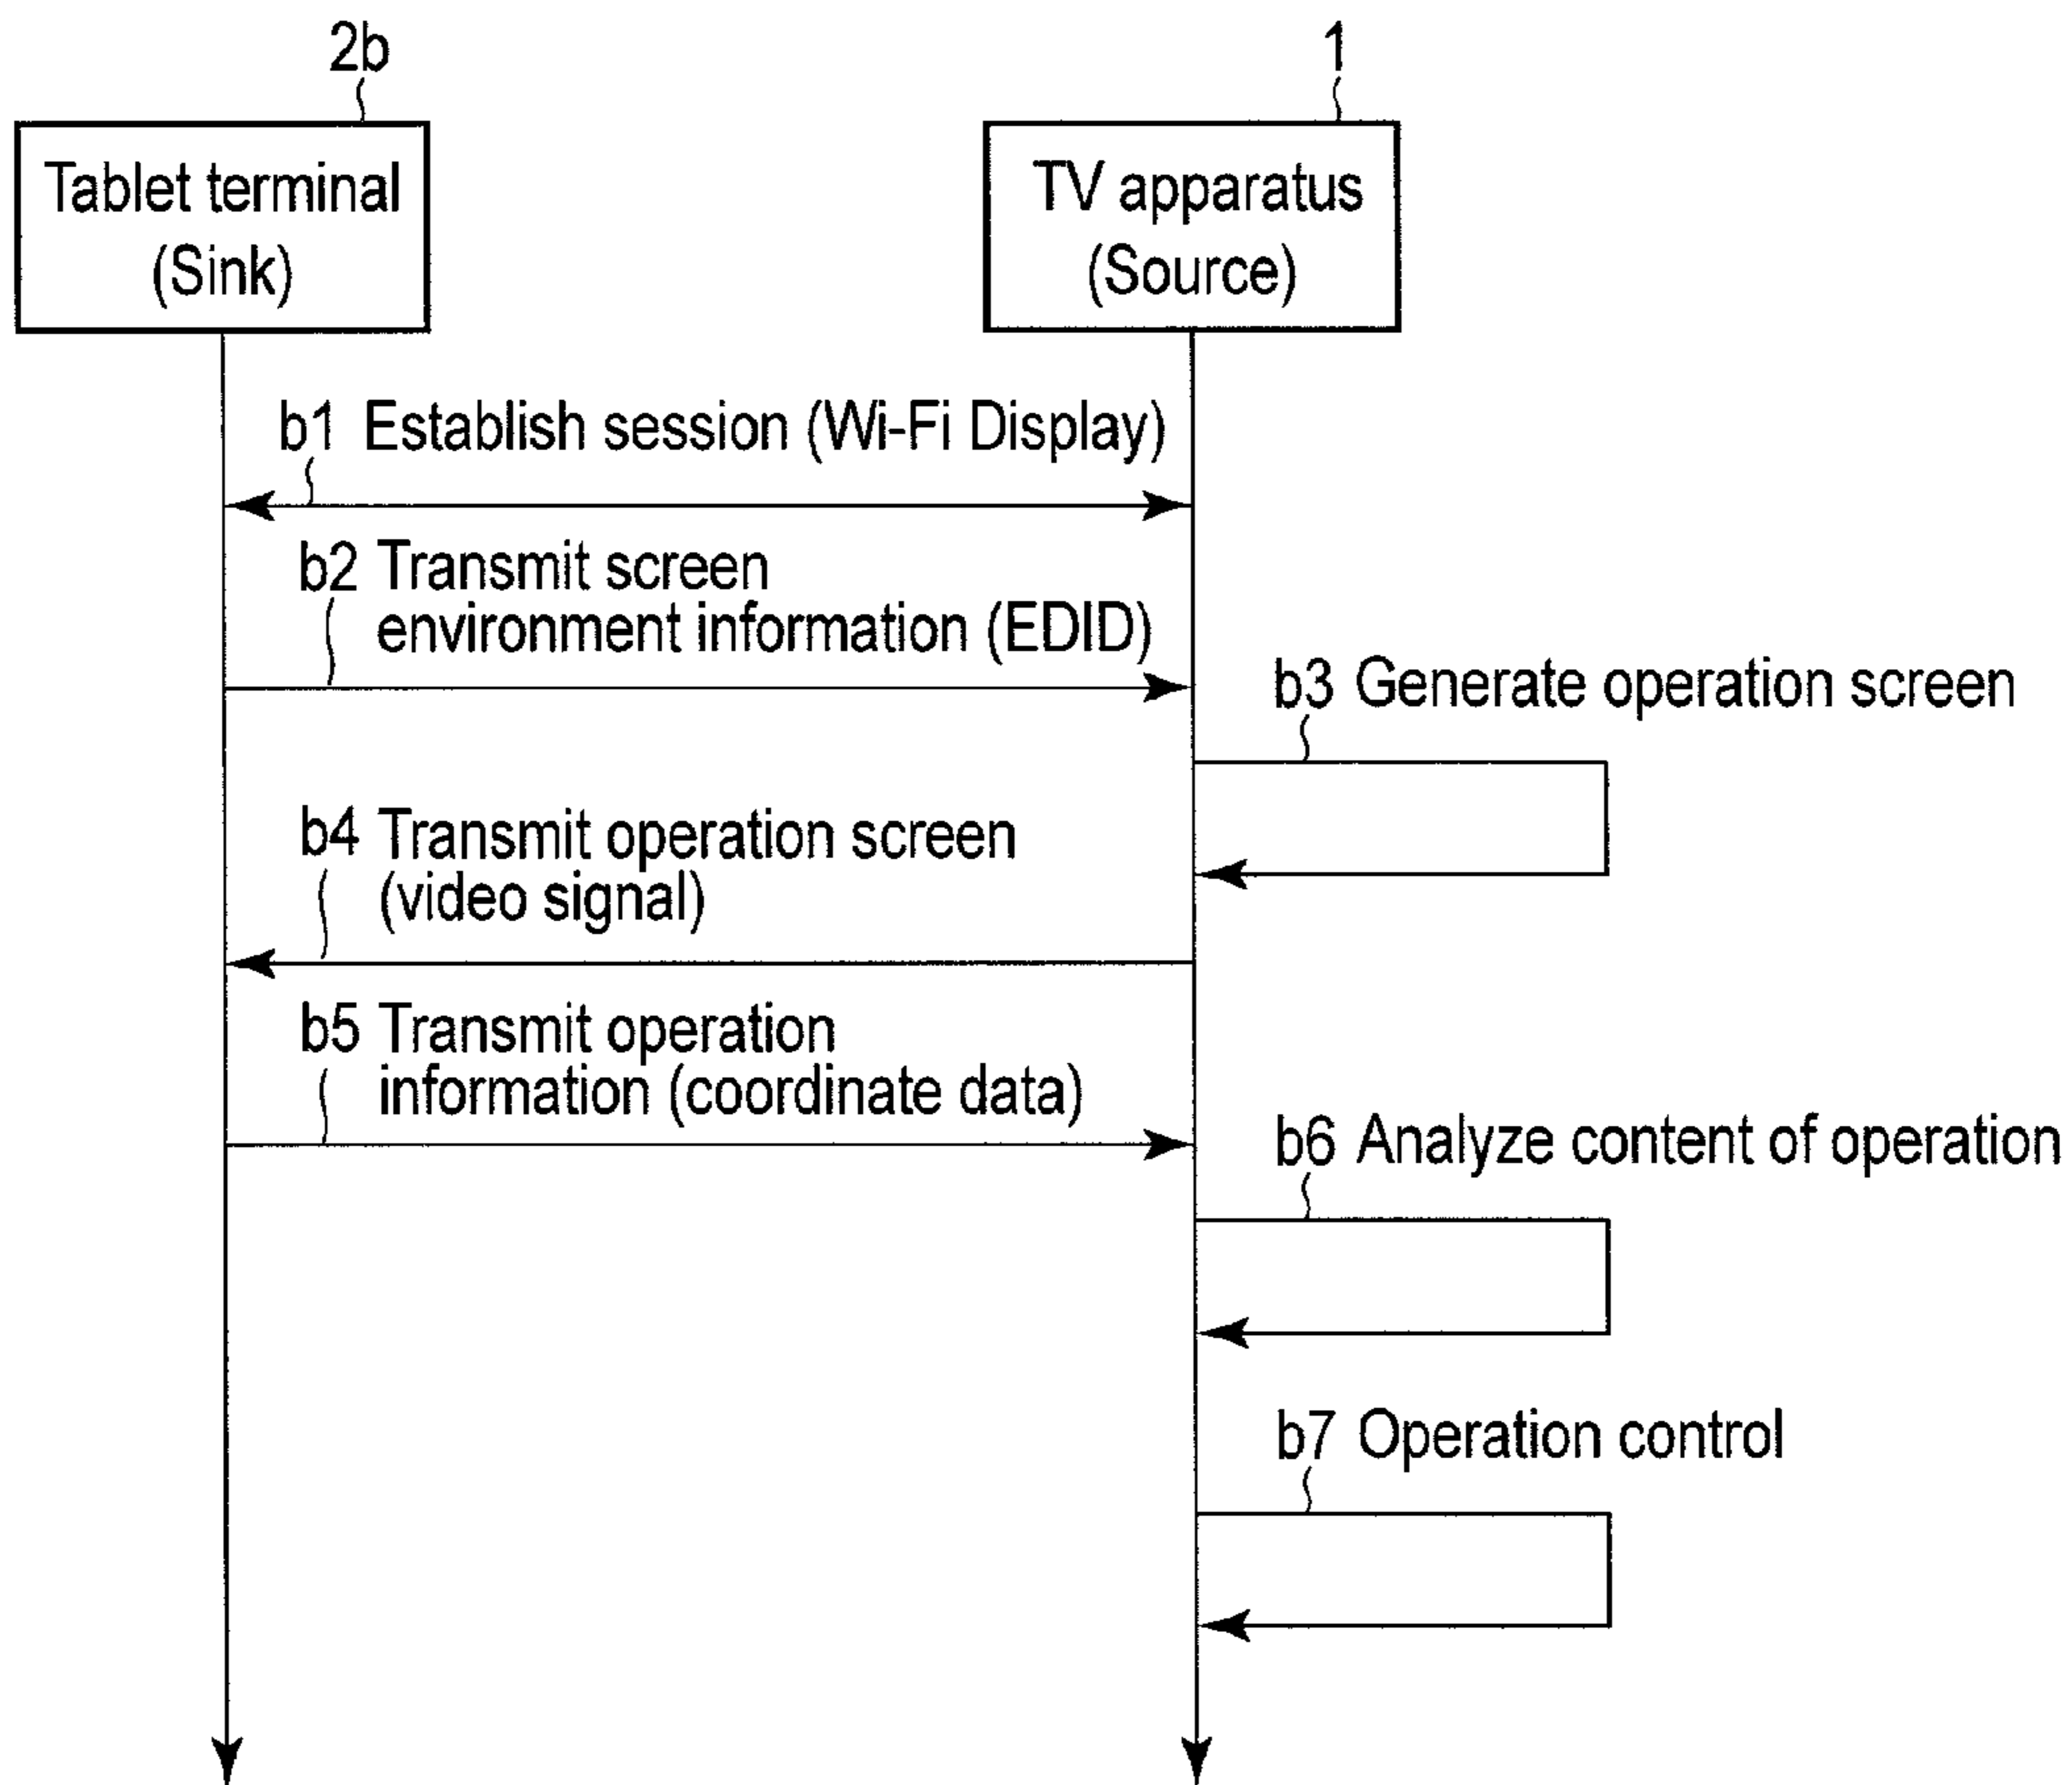 2b
1
Tablet terminal
(Sink)
TV apparatus
(Source)
b1 Establish session (Wi-Fi Display)
b2 Transmit screen
environment information (EDID)
b3 Generate operation screen
b4 Transmit operation screen
(video signal)
b5 Transmit operation
information (coordinate data)
b6 Analyze content of operation
b7 Operation control